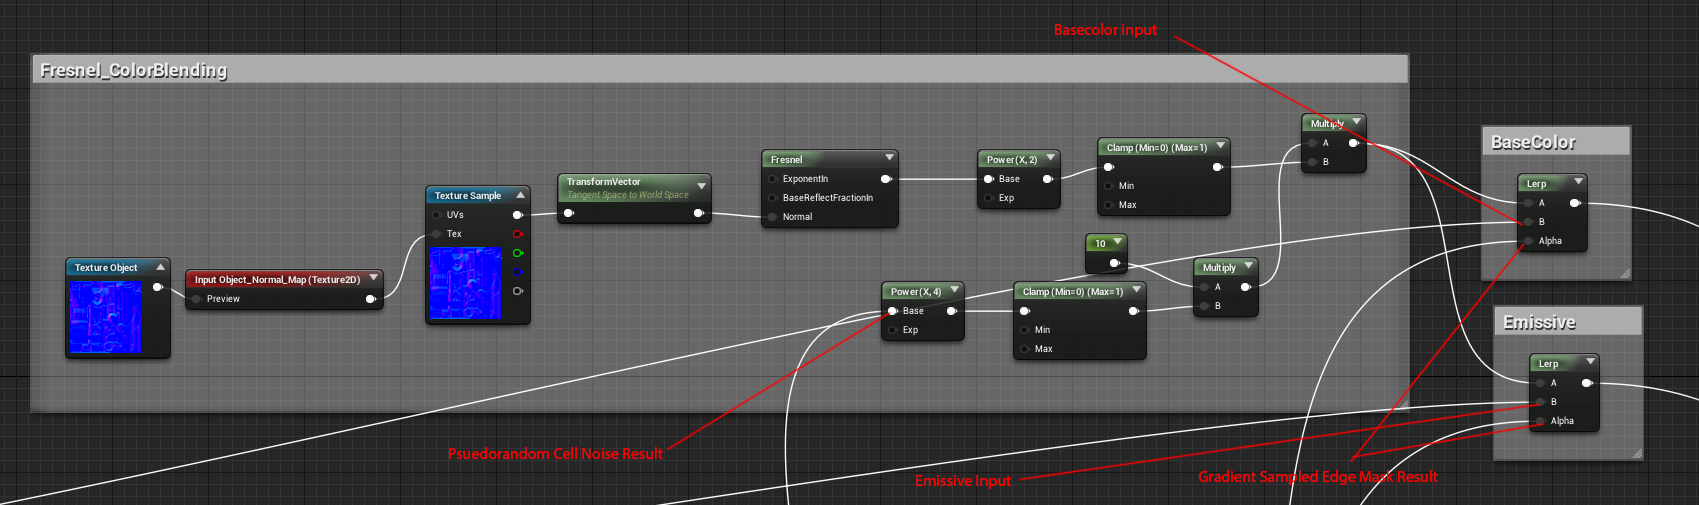 Basecolor input
Fresnel_ColorBlending
Multiply
A
B
BaseColor
Clamp (Min=0) (Max=1)
Min
Max
Fresnel
ExponentIn
BaseReflectFractionIn
Normal
Power(X, 2)
Base
Exp
TransformVector
Tangent Space to World Space
Lerp
A
B
Alpha
Texture Sample
UVs
Tex
10
Texture Object
Input Object_Normal_Map (Texture2D)
Preview
Multiply
A
B
Power(X, 4)
Base
Exp
Clamp (Min=0) (Max=1)
Min
Max
Emissive
Lerp
A
B
Alpha
Psuedorandom Cell Noise Result
Emissive Input
Gradient Sampled Edge Mask Result